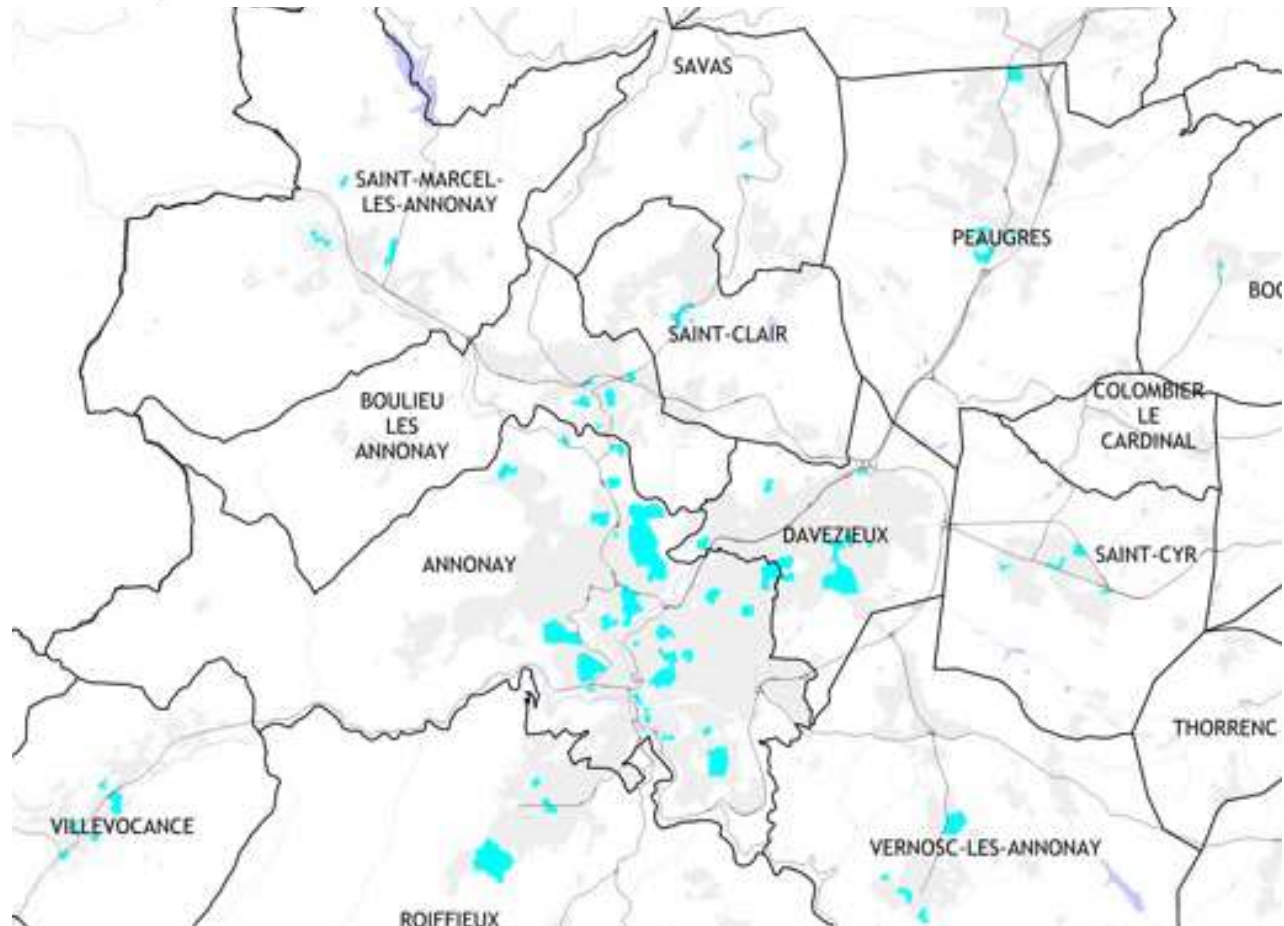 SAVAS
SAINT-MARCEL-
LES-ANNONAY
PEAUGRES
BOO
SAINT-CLAIR
BOULIEU
LES
ANNONAY
COLOMBIER
LE
CARDINAL
DAVEZIEUX
ANNONAY
SAINT-CYR
THORRENC
VILLEVOCANCE
VERNOSC-LES-ANNONAY
ROIFFIEUX